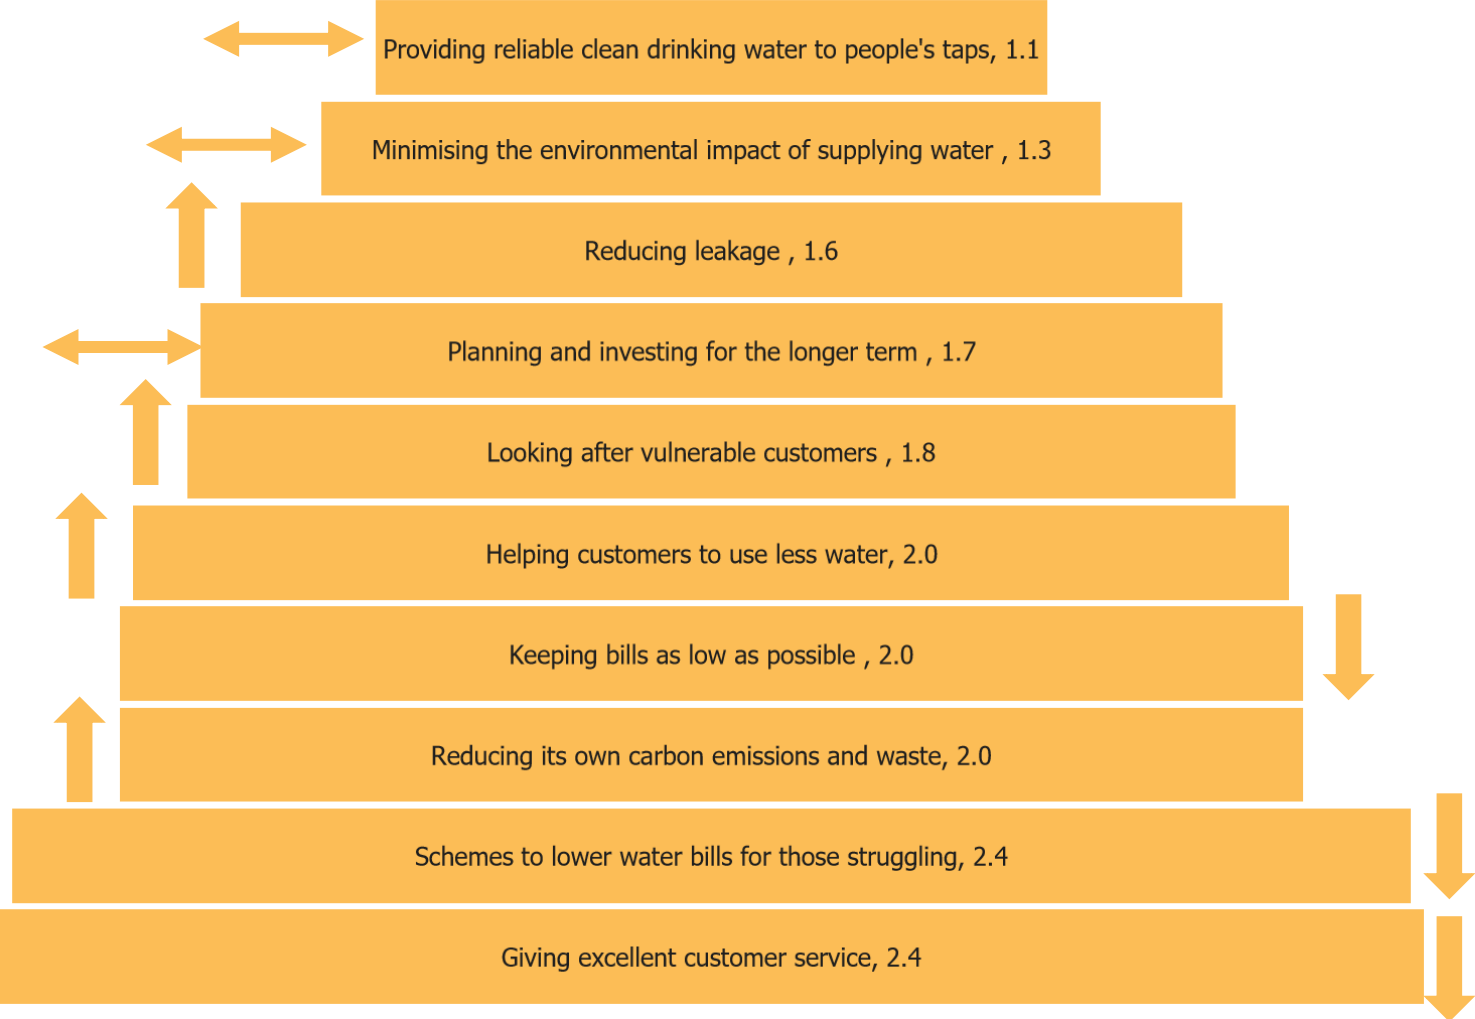 Providing reliable clean drinking water to people's taps, 1.1
Minimising the environmental impact of supplying water , 1.3
Reducing leakage , 1.6
Planning and investing for the longer term , 1.7
Looking after vulnerable customers , 1.8
Helping customers to use less water, 2.0
Keeping bills as low as possible , 2.0
Reducing its own carbon emissions and waste, 2.0
Schemes to lower water bills for those struggling, 2.4
Giving excellent customer service, 2.4